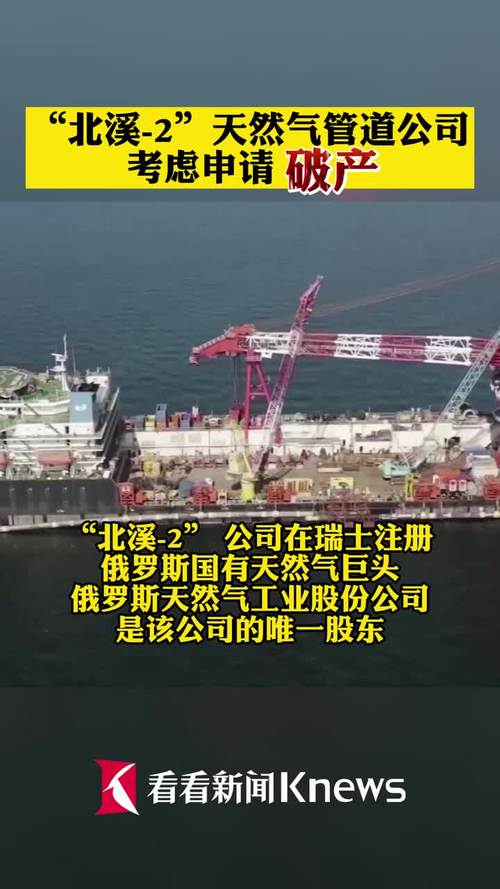 “北溪-2”天然气管道公司
考虑申请 破产
“北溪-2” 公司在瑞士注册
俄罗斯国有天然气巨头
俄罗斯天然气工业股份公司
是该公司的唯一股东
看看新闻Knews